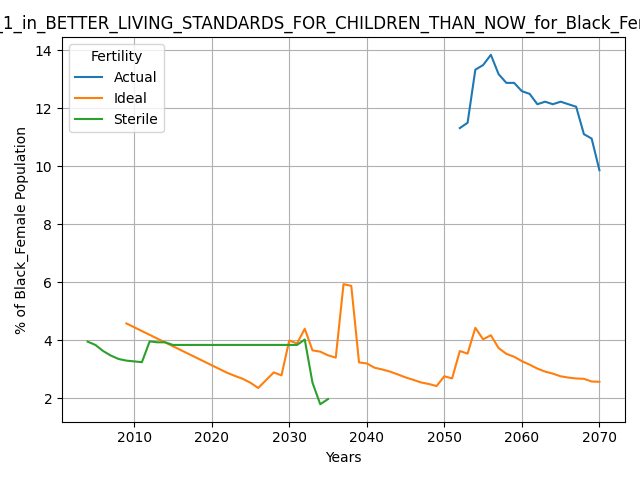 _1_in_BETTER_LIVING_STANDARDS_FOR_CHILDREN_THAN_NOW_for_Black_Fe
Fertility
Actual
Ideal
Sterile
% of Black_Female Population
14
12
10
8
6
4
2
2010 2020 2030 2040 2050 2060 2070
Years